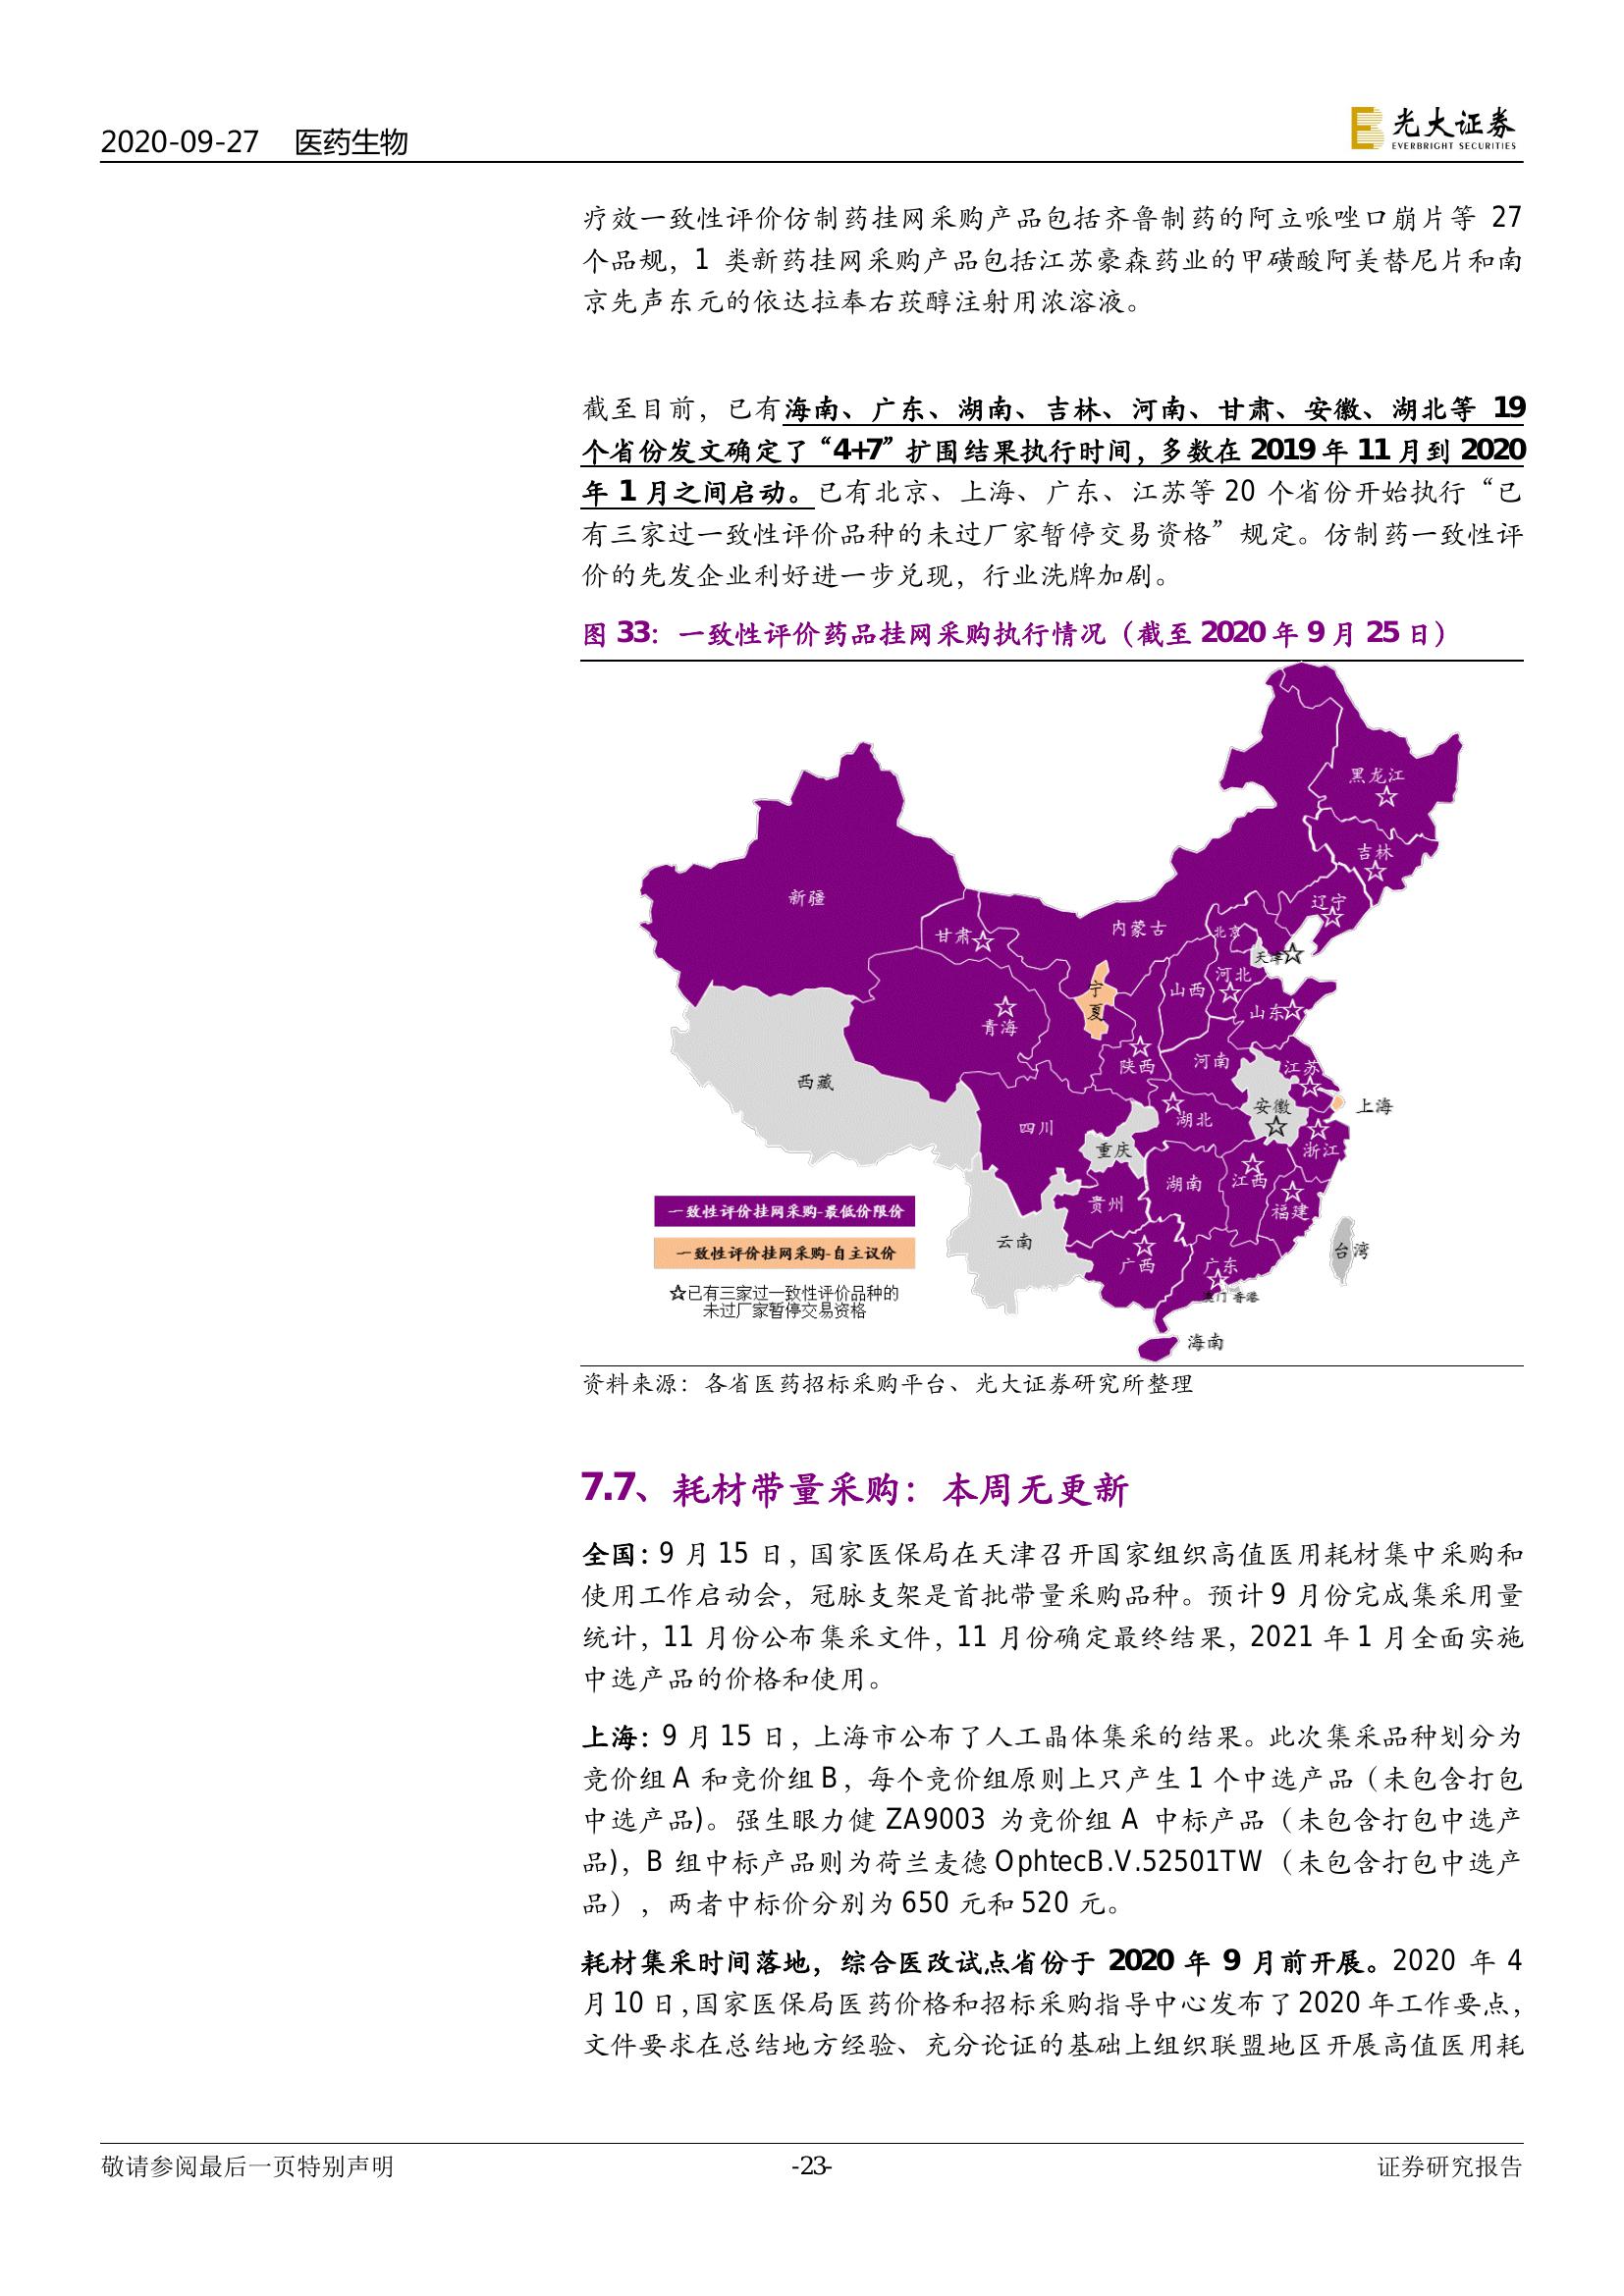 2020-09-27 医药生物
光大证券
EVERBRIGHT SECURITIES
疗效一致性评价仿制药挂网采购产品包括齐鲁制药的阿立哌唑口崩片等 27
个品规，1 类新药挂网采购产品包括江苏豪森药业的甲磺酸阿美替尼片和南
京先声东元的依达拉奉右莰醇注射用浓溶液。
截至目前，已有海南、广东、湖南、吉林、河南、甘肃、安徽、湖北等 19
个省份发文确定了“4+7”扩围结果执行时间，多数在 2019 年 11 月到 2020
年 1 月之间启动。已有北京、上海、广东、江苏等 20 个省份开始执行“已
有三家过一致性评价品种的未过厂家暂停交易资格”规定。仿制药一致性评
价的先发企业利好进一步兑现，行业洗牌加剧。
图 33：一致性评价药品挂网采购执行情况（截至 2020 年 9 月 25 日）
黑龙江
吉林
新疆
辽宁
内蒙古
北京
甘肃
天津
河北
宁夏
山西
山东
青海
河南
陕西
江苏
西藏
安徽
上海
湖北
四川
重庆
浙江
湖南
江西
贵州
福建
一致性评价挂网采购-最低价限价
云南
台湾
一致性评价挂网采购-自主议价
广西
广东
☆已有三家过一致性评价品种的
未过厂家暂停交易资格
澳门 香港
海南
资料来源：各省医药招标采购平台、光大证券研究所整理
7.7、耗材带量采购：本周无更新
全国：9 月 15 日，国家医保局在天津召开国家组织高值医用耗材集中采购和
使用工作启动会，冠脉支架是首批带量采购品种。预计 9 月份完成集采用量
统计，11 月份公布集采文件，11 月份确定最终结果，2021 年 1 月全面实施
中选产品的价格和使用。
上海：9 月 15 日，上海市公布了人工晶体集采的结果。此次集采品种划分为
竞价组 A 和竞价组 B，每个竞价组原则上只产生 1 个中选产品（未包含打包
中选产品)。强生眼力健 ZA9003 为竞价组 A 中标产品（未包含打包中选产
品)，B 组中标产品则为荷兰麦德 OphtecB.V.52501TW（未包含打包中选产
品），两者中标价分别为 650 元和 520 元。
耗材集采时间落地，综合医改试点省份于 2020 年 9 月前开展。2020 年 4
月 10 日，国家医保局医药价格和招标采购指导中心发布了 2020 年工作要点，
文件要求在总结地方经验、充分论证的基础上组织联盟地区开展高值医用耗
敬请参阅最后一页特别声明 -23- 证券研究报告